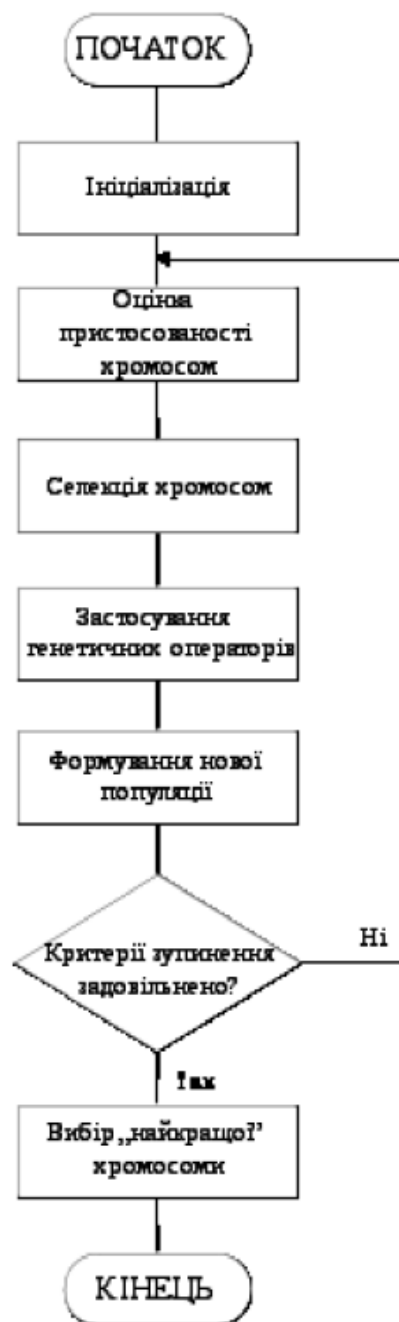 ПОЧАТОК
Ініціалізація
Оцінка
пристосованості
хромосом
Селекція хромосом
Застосування
генетичних операторів
Формування нової
популяції
Критерії зупинення
задовільнено?
Ні
Так
Вибір „найкращої”
хромосоми
КІНЕЦЬ